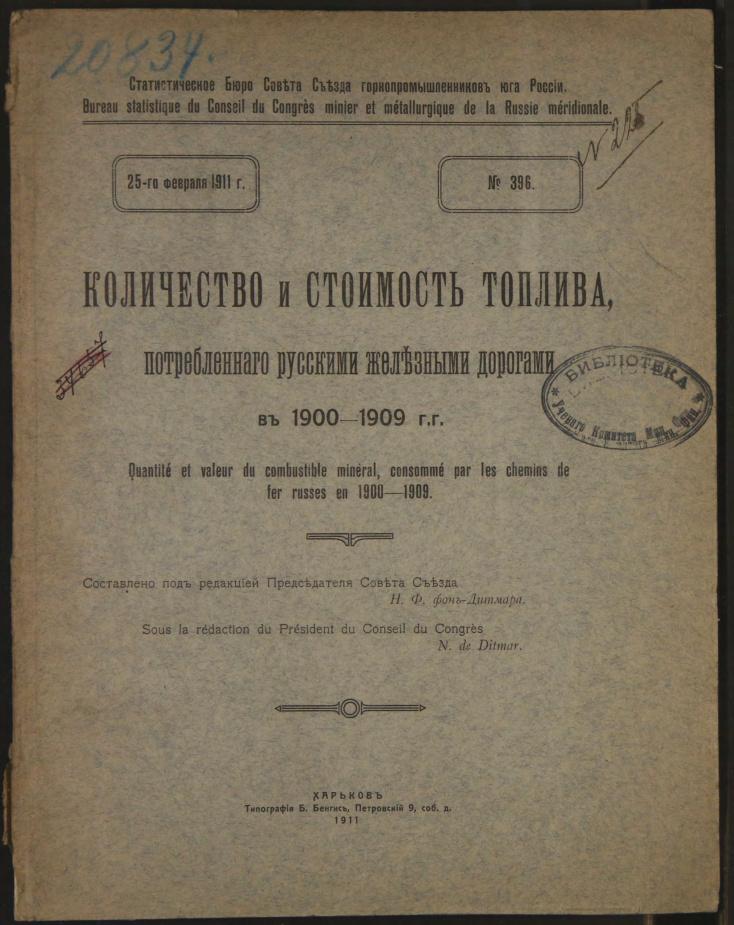 20834.
Статистическое Бюро Совѣта Съѣзда горнопромышленниковъ юга Россіи.
Bureau statistique du Conseil du Congrès minier et métallurgique de la Russie méridionale.
25-го февраля 1911 г.
№ 396.
КОЛИЧЕСТВО и СТОИМОСТЬ ТОПЛИВА,
потребленнаго русскими желѣзными дорогами
въ 1900—1909 г.г.
БИБЛІОТЕКА
Ученого Комитета Мин. Фин.
Quantité et valeur du combustible minéral, consommé par les chemins de
fer russes en 1900—1909.
Составлено подъ редакціей Предсѣдателя Совѣта Съѣзда
Н. Ф. фонъ-Дитмара.
Sous la rédaction du Président du Conseil du Congrès
N. de Ditmar.
ХАРЬКОВЪ
Типографія Б. Бенгисъ, Петровскій 9, соб. д.
1911